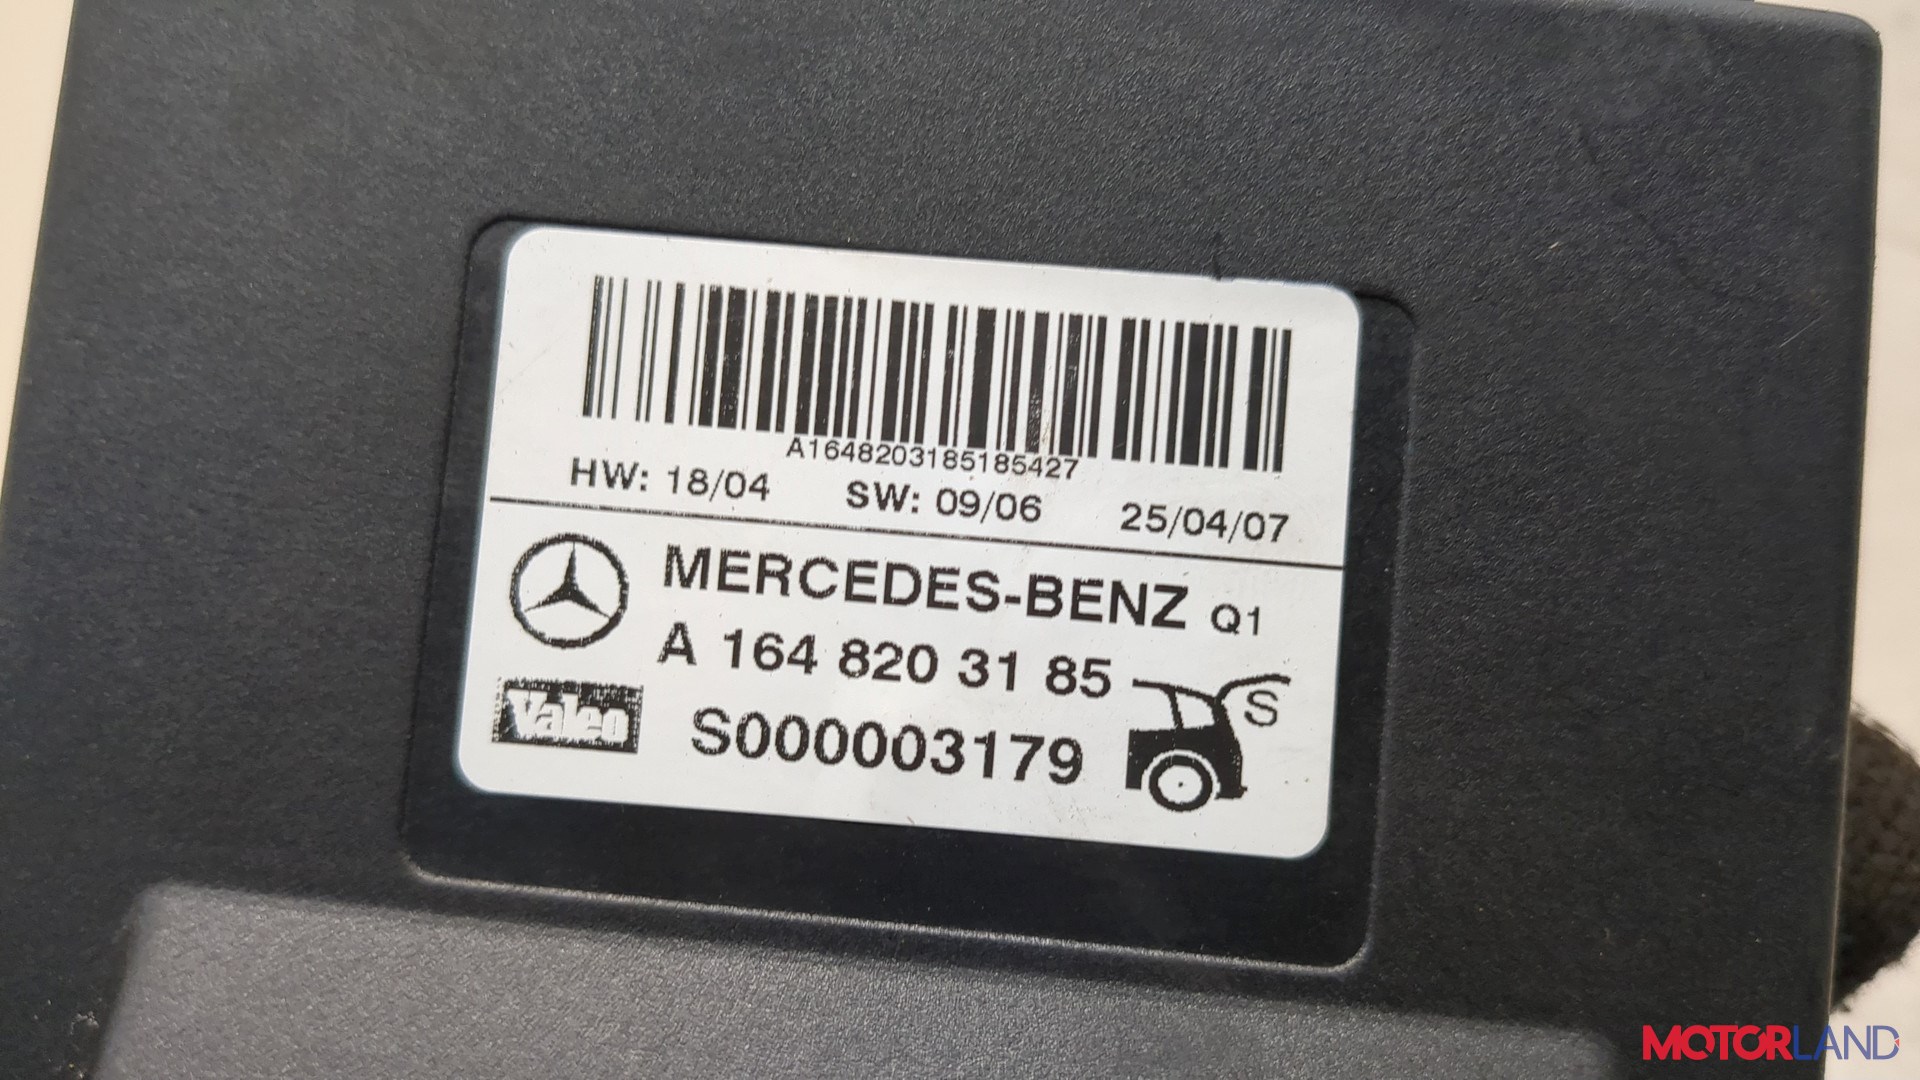 A1648203185185427
HW: 18/04 SW: 09/06 25/04/07
MERCEDES-BENZ Q1
A 164 820 31 85
S
Valeo S000003179
MOTORLAND